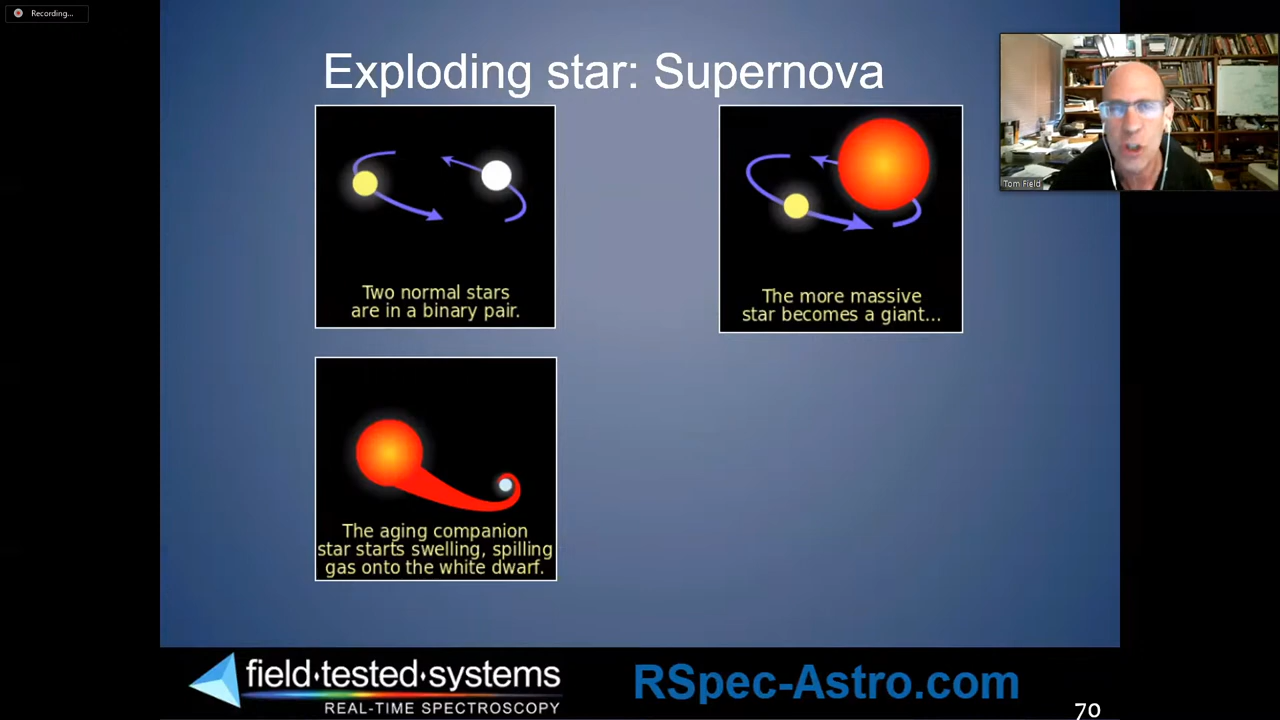 Recording...
Exploding star: Supernova
Two normal stars
are in a binary pair.
The more massive
star becomes a giant...
Tom Field
The aging companion
star starts swelling, spilling
gas onto the white dwarf.
field·tested·systems
REAL-TIME SPECTROSCOPY
RSpec-Astro.com
70